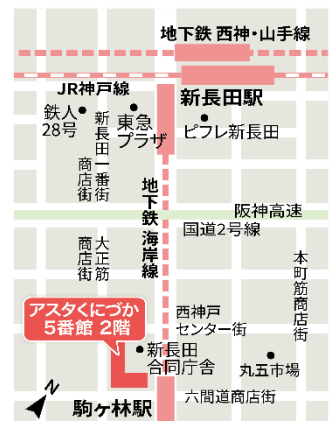 地下鉄 西神・山手線
JR神戸線
新長田駅
鉄人
28号
東急
プラザ
ピフレ新長田
新長田一番街
商店街
地下鉄 海岸線
阪神高速
国道2号線
大正筋
商店街
本町筋商店街
アスタくにづか
5番館 2階
西神戸
センター街
新長田
合同庁舎
丸五市場
六間道商店街
駒ヶ林駅
N